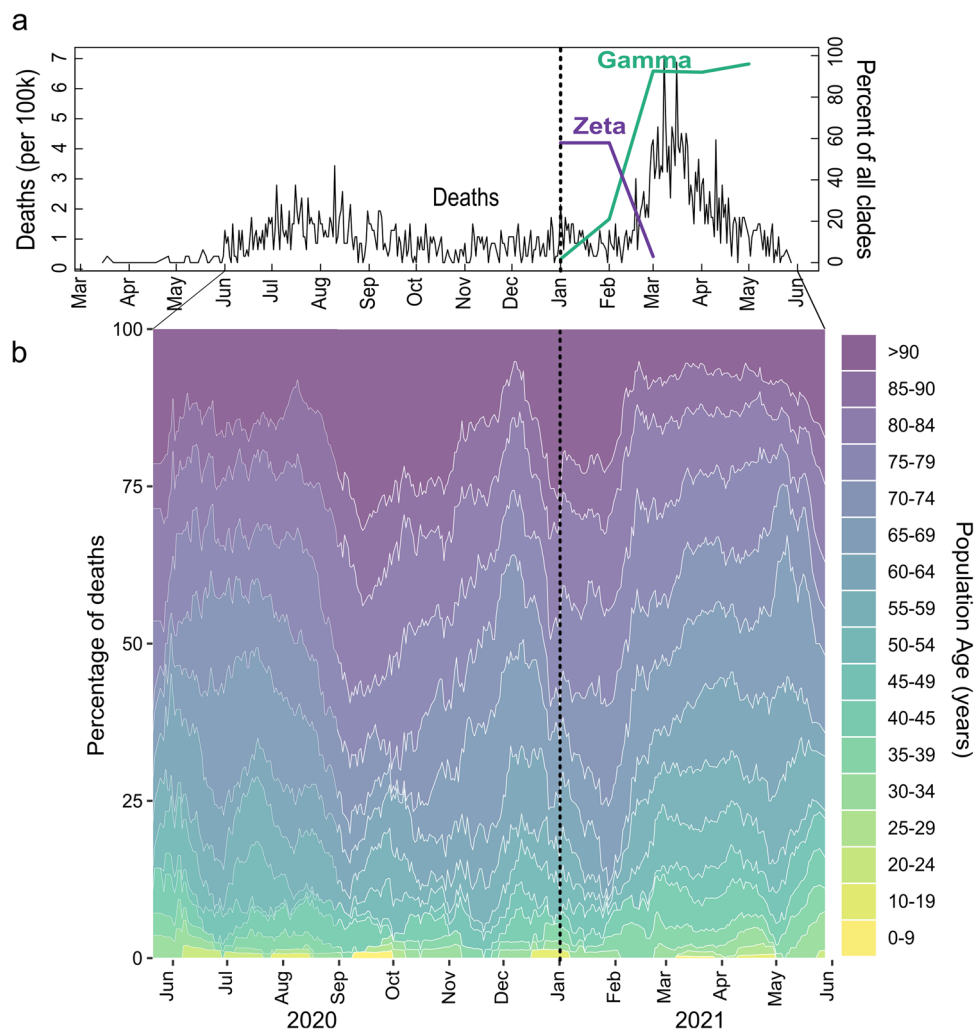 a
Deaths (per 100k)
7
6
5
4
3
2
1
0
Gamma
Zeta
Deaths
100
80
60
40
20
0
Percent of all clades
Mar
Apr
May
Jun
Jul
Aug
Sep
Oct
Nov
Dec
Jan
Feb
Mar
Apr
May
Jun
b
Percentage of deaths
100
75
50
25
0
Jun
Jul
Aug
Sep
Oct
Nov
Dec
Jan
Feb
Mar
Apr
May
Jun
2020
2021
>90
85-90
80-84
75-79
70-74
65-69
60-64
55-59
50-54
45-49
40-45
35-39
30-34
25-29
20-24
10-19
0-9
Population Age (years)